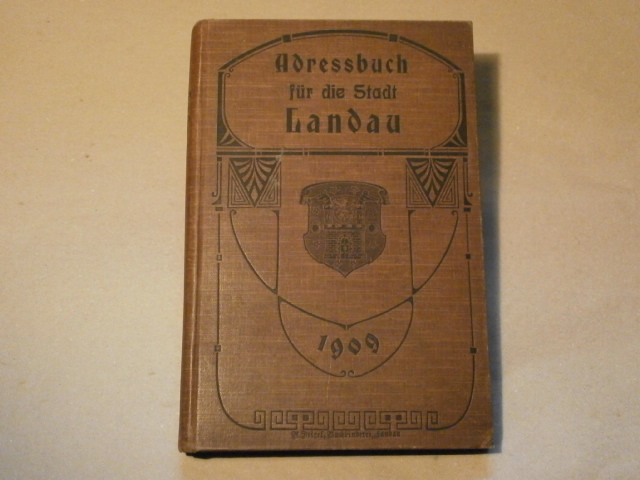 Adressbuch
für die Stadt
Landau
1909